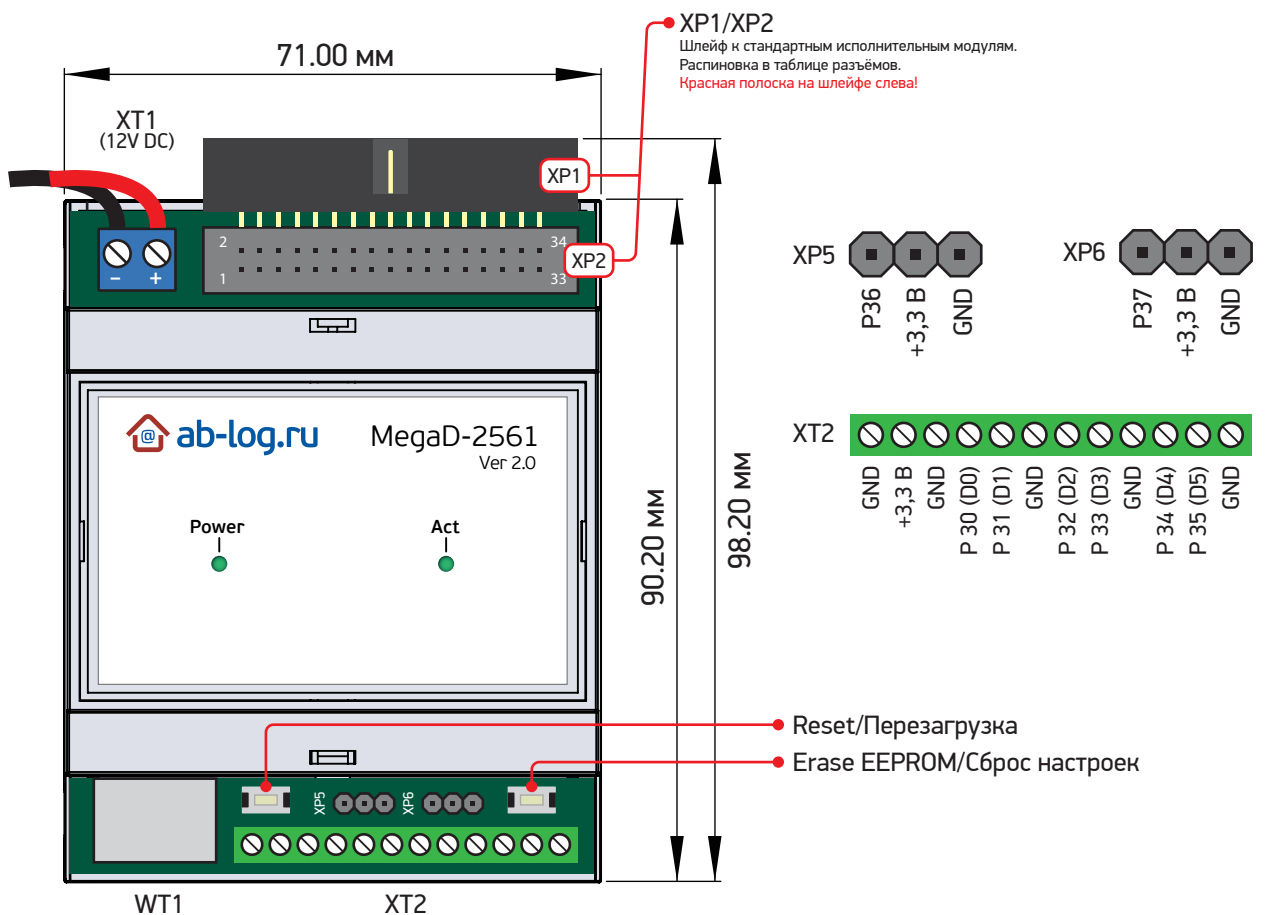 XP1/XP2
Шлейф к стандартным исполнительным модулям.
Распиновка в таблице разъёмов.
Красная полоска на шлейфе слева!
71.00 мм
XT1
(12V DC)
XP1
2
34
XP2
1
33
– +
XP5
P36
+3,3 В
GND
XP6
P37
+3,3 В
GND
@ ab-log.ru
MegaD-2561
Ver 2.0
Power
Act
90.20 мм
98.20 мм
XT2
GND
+3,3 В
GND
P 30 (D0)
P 31 (D1)
GND
P 32 (D2)
P 33 (D3)
GND
P 34 (D4)
P 35 (D5)
GND
Reset/Перезагрузка
Erase EEPROM/Сброс настроек
XP5
XP6
WT1
XT2